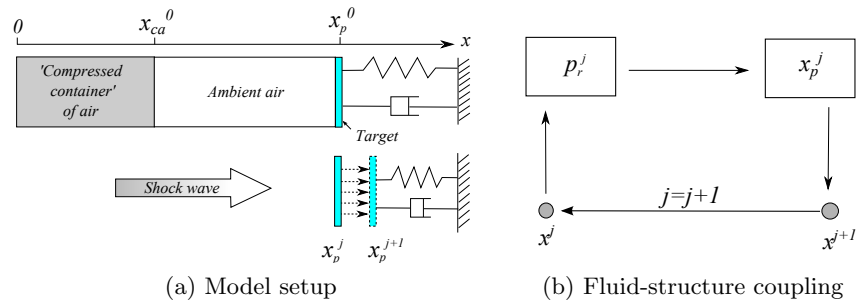 0 x_ca^0 x_p^0 x
'Compressed
container'
of air
Ambient air
Target
Shock wave
x_p^j x_p^{j+1}
(a) Model setup
p_r^j x_p^j
j=j+1
x^j x^{j+1}
(b) Fluid-structure coupling